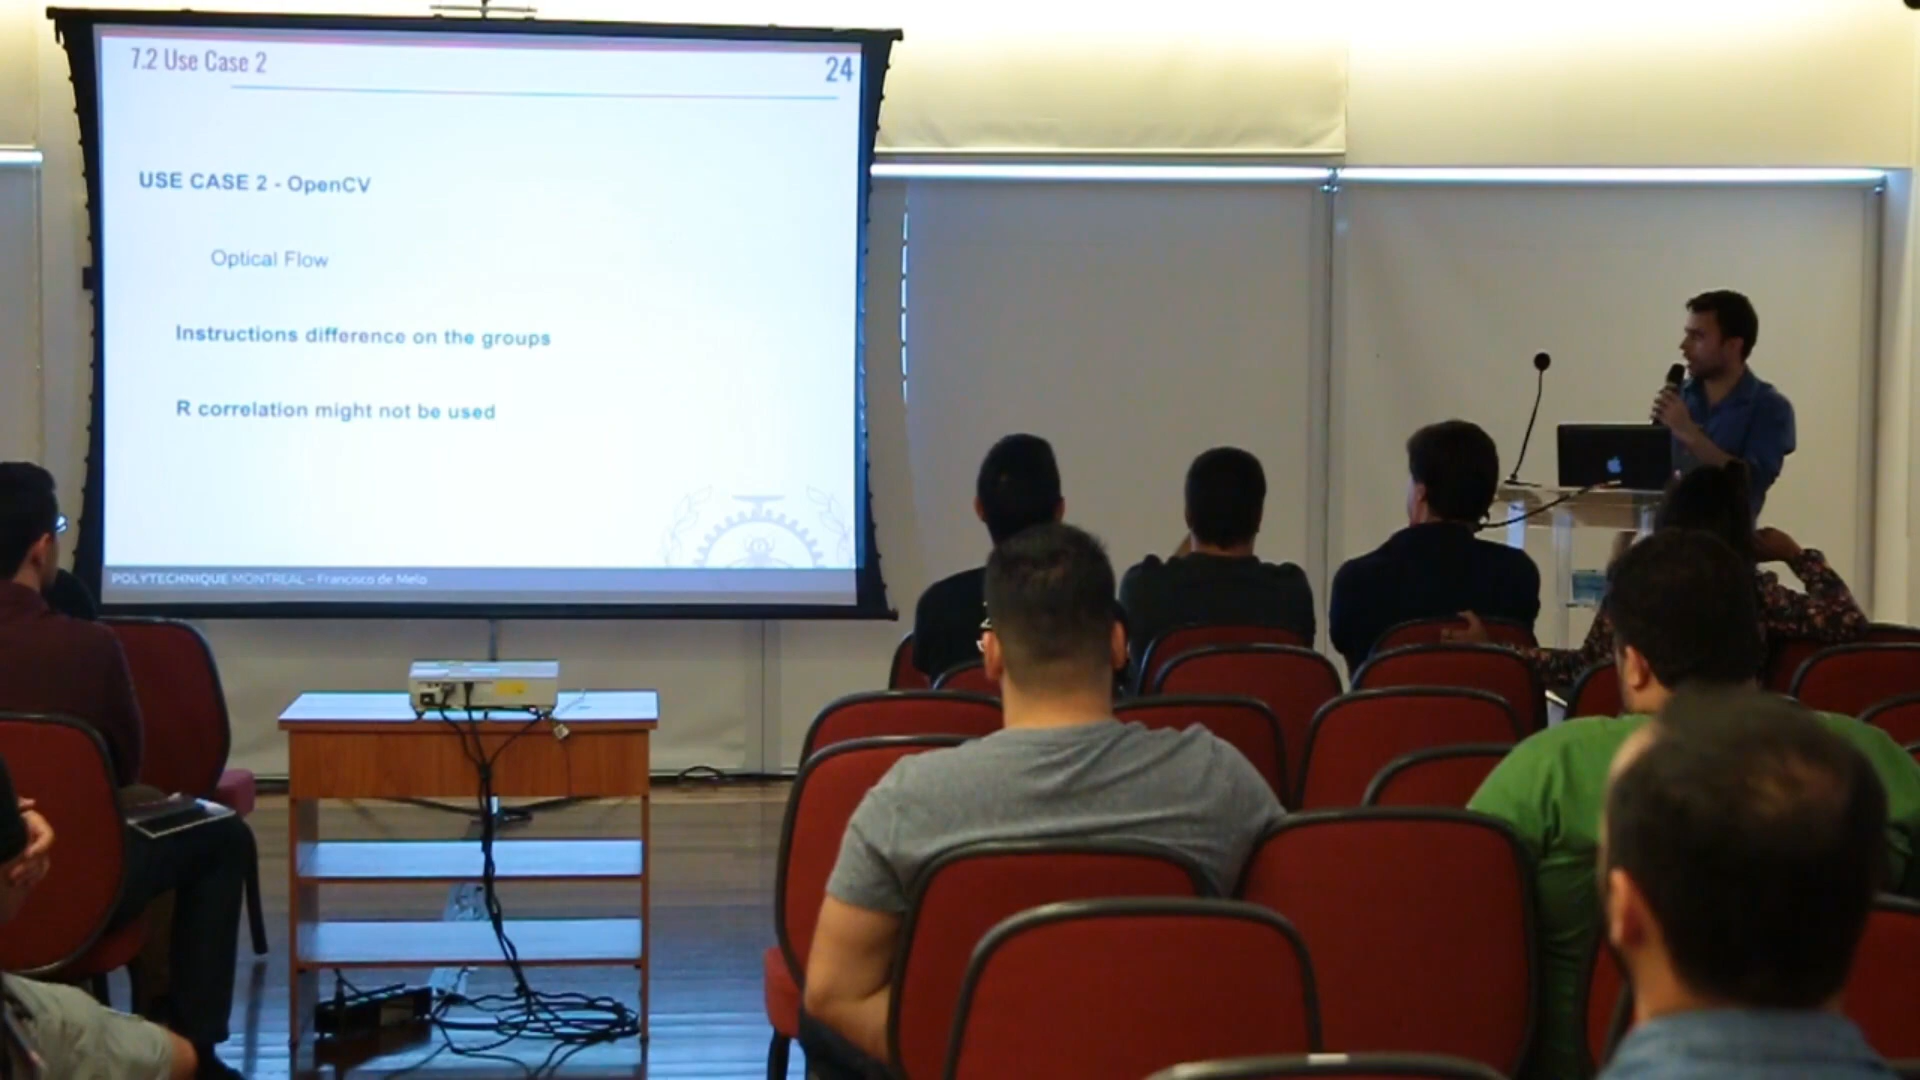 7.2 Use Case 2
24
USE CASE 2 - OpenCV
Optical Flow
Instructions difference on the groups
R correlation might not be used
POLYTECHNIQUE MONTREAL – Francisco de Melo